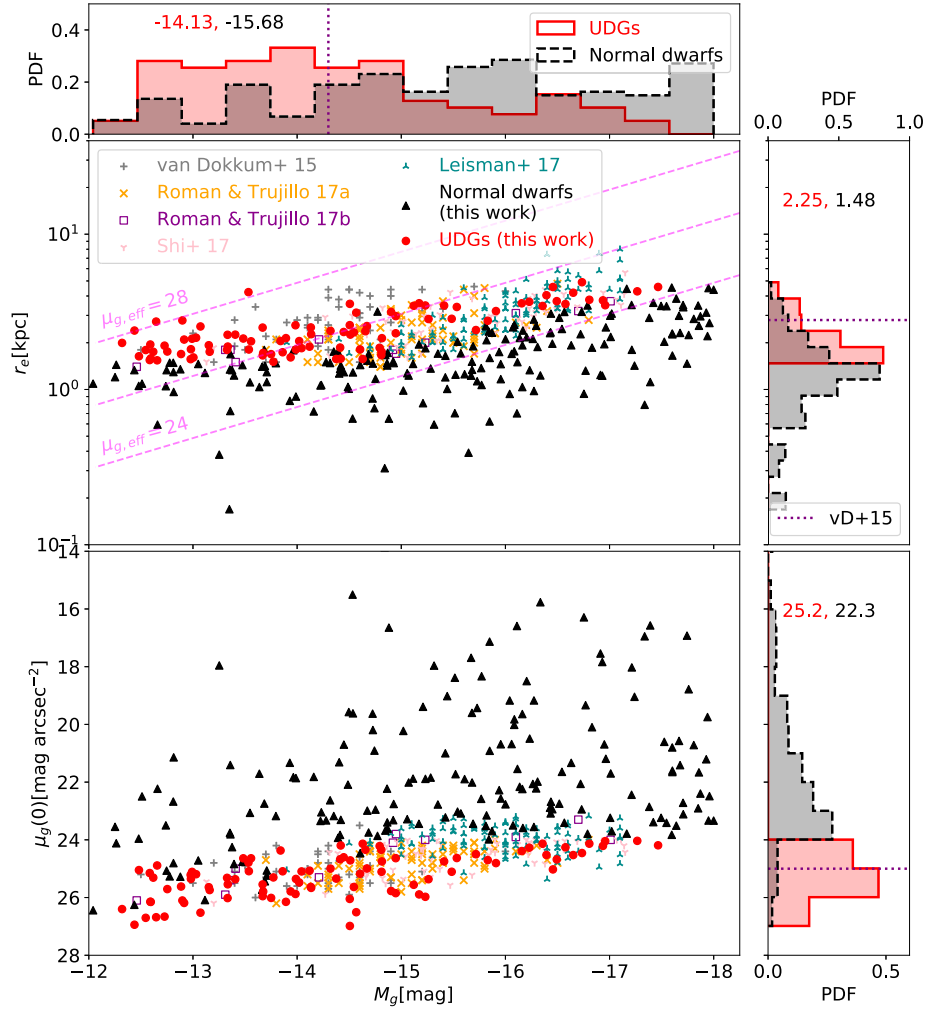 -14.13, -15.68
UDGs
Normal dwarfs
PDF
0.4
0.2
0.0
PDF
0.0 0.5 1.0
van Dokkum+ 15
Roman & Trujillo 17a
Roman & Trujillo 17b
Shi+ 17
Leisman+ 17
Normal dwarfs
(this work)
UDGs (this work)
μg, eff = 28
μg, eff = 24
re[kpc]
10¹
10⁰
10⁻¹
2.25, 1.48
vD+15
μg(0)[mag arcsec⁻²]
14
16
18
20
22
24
26
28
25.2, 22.3
−12 −13 −14 −15 −16 −17 −18
Mg[mag]
0.0 0.5
PDF